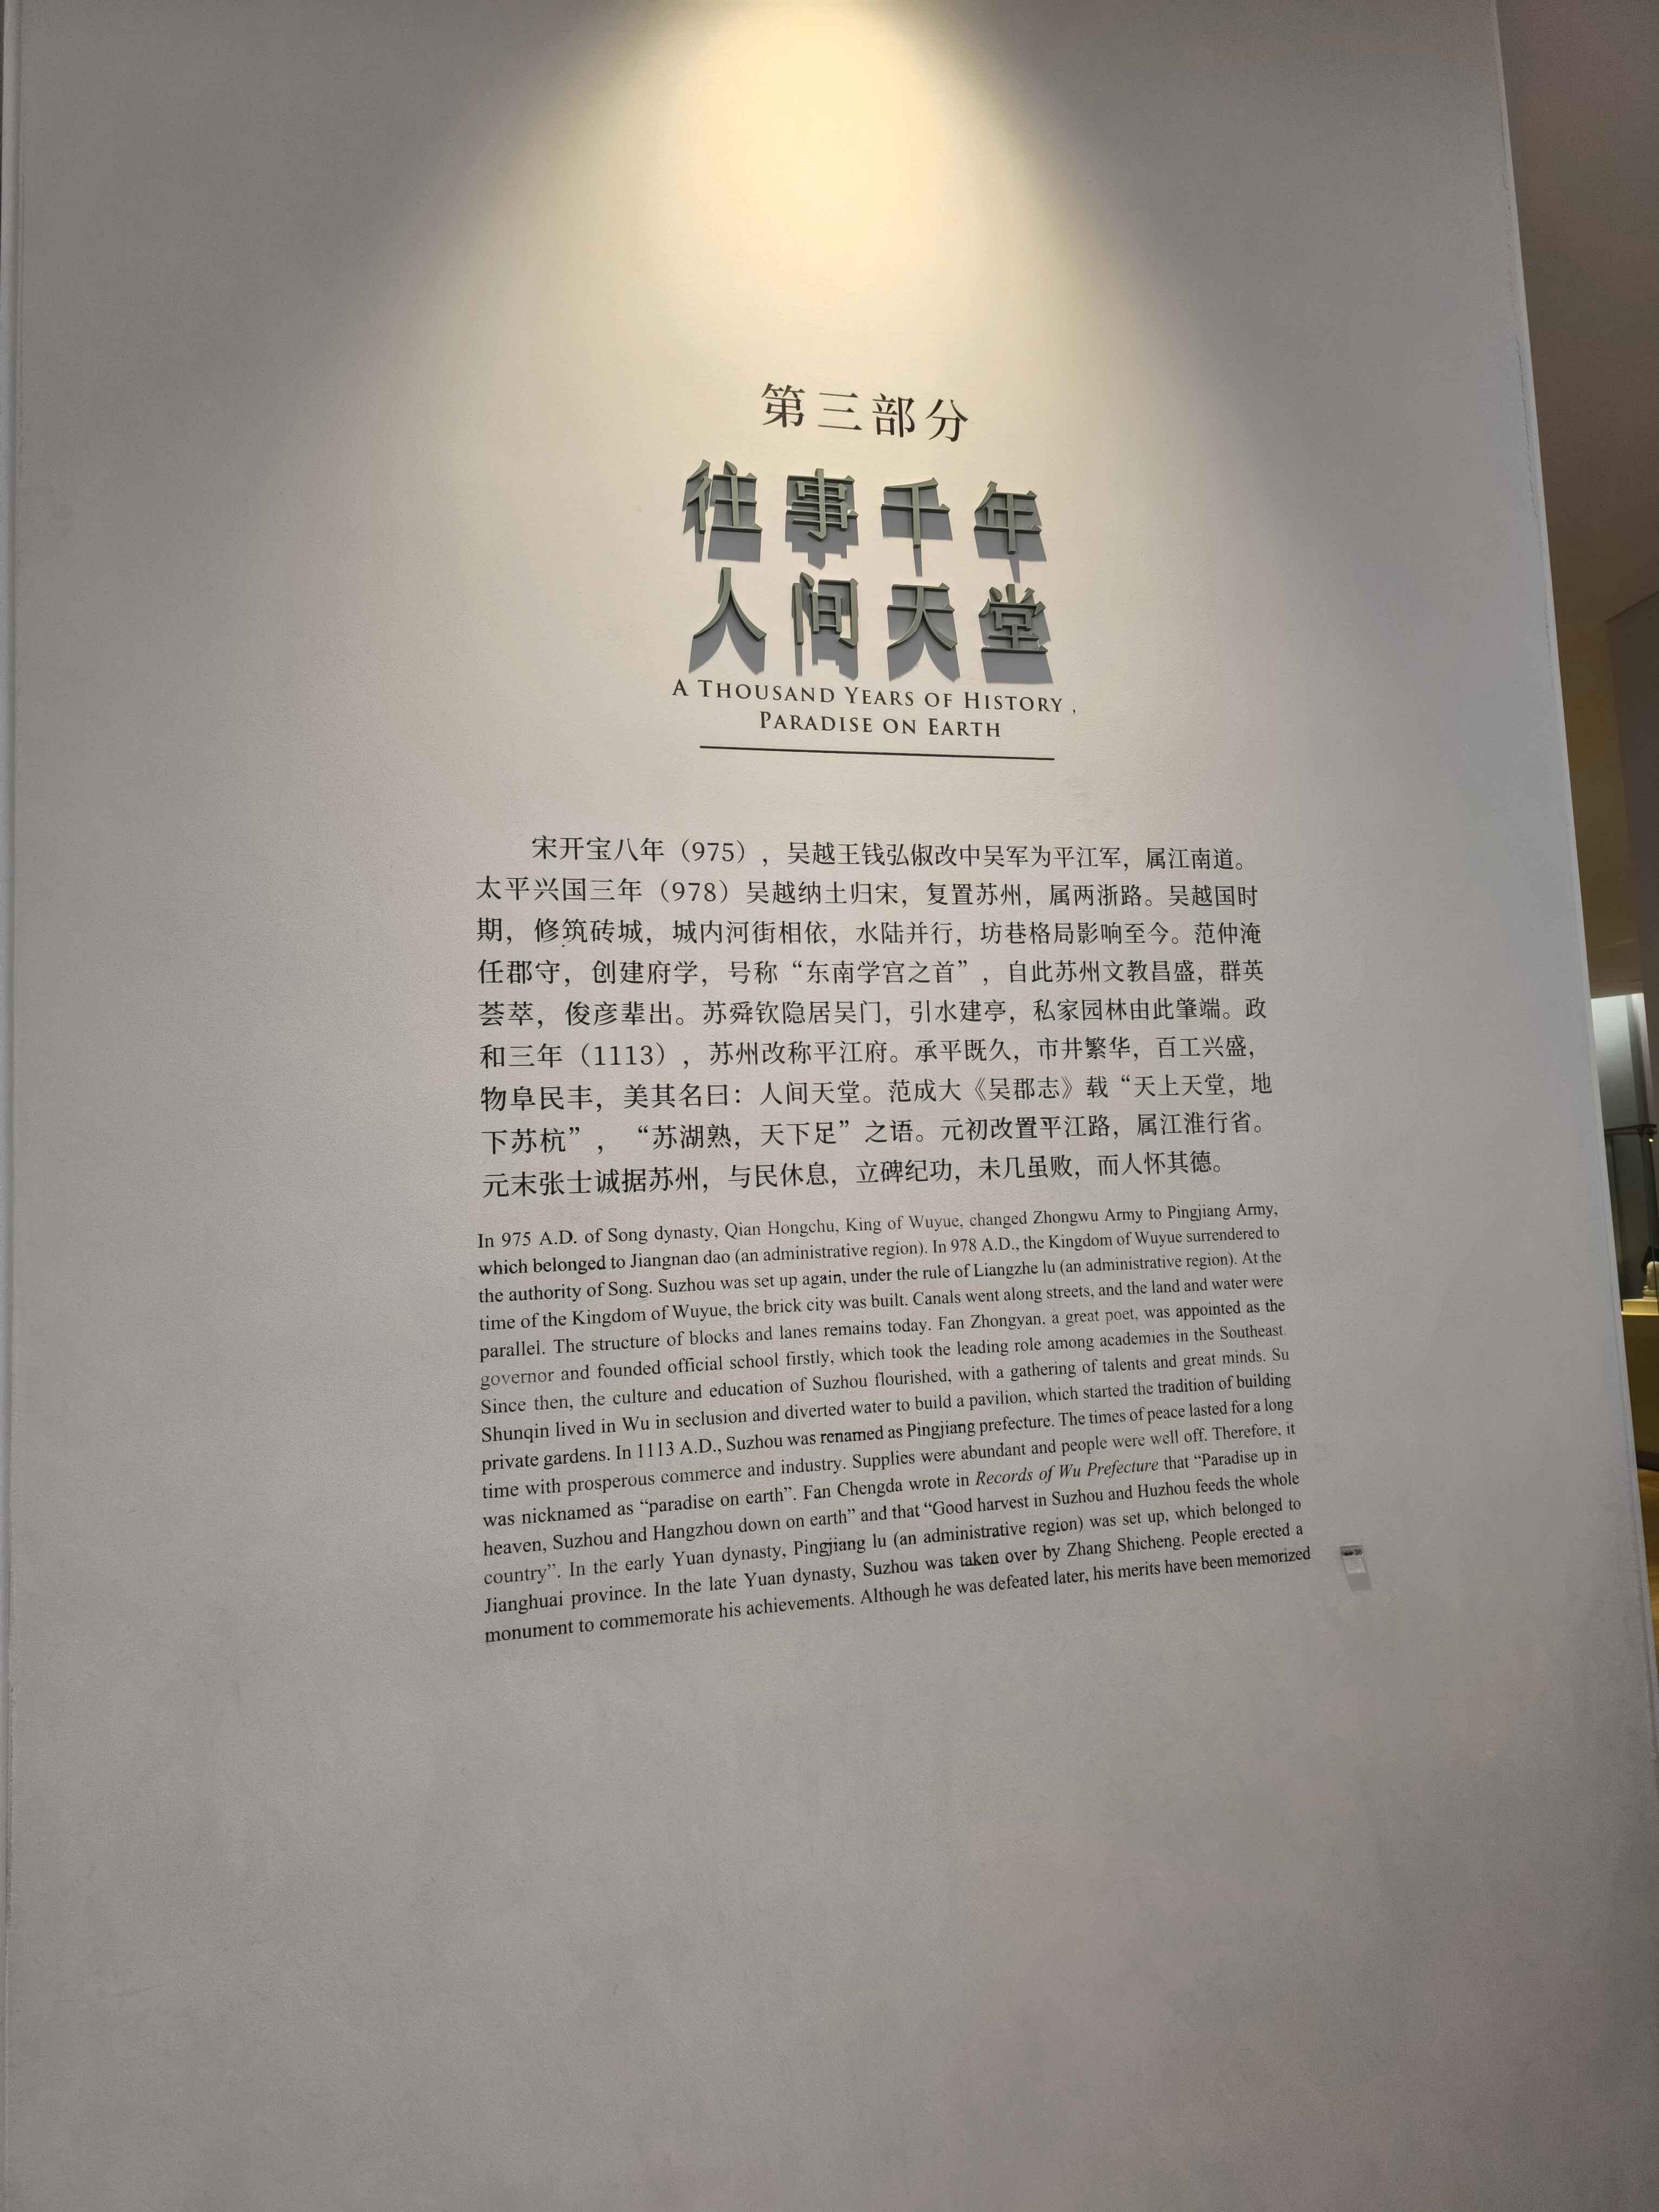 第三部分
往事千年
人间天堂
A THOUSAND YEARS OF HISTORY ,
PARADISE ON EARTH
宋开宝八年（975），吴越王钱弘俶改中吴军为平江军，属江南道。
太平兴国三年（978）吴越纳土归宋，复置苏州，属两浙路。吴越国时
期，修筑砖城，城内河街相依，水陆并行，坊巷格局影响至今。范仲淹
任郡守，创建府学，号称“东南学宫之首”，自此苏州文教昌盛，群英
荟萃，俊彦辈出。苏舜钦隐居吴门，引水建亭，私家园林由此肇端。政
和三年（1113），苏州改称平江府。承平既久，市井繁华，百工兴盛，
物阜民丰，美其名曰：人间天堂。范成大《吴郡志》载“天上天堂，地
下苏杭”，“苏湖熟，天下足”之语。元初改置平江路，属江淮行省。
元末张士诚据苏州，与民休息，立碑纪功，未几虽败，而人怀其德。
In 975 A.D. of Song dynasty, Qian Hongchu, King of Wuyue, changed Zhongwu Army to Pingjiang Army,
which belonged to Jiangnan dao (an administrative region). In 978 A.D., the Kingdom of Wuyue surrendered to
the authority of Song. Suzhou was set up again, under the rule of Liangzhe lu (an administrative region). At the
time of the Kingdom of Wuyue, the brick city was built. Canals went along streets, and the land and water were
parallel. The structure of blocks and lanes remains today. Fan Zhongyan, a great poet, was appointed as the
governor and founded official school firstly, which took the leading role among academies in the Southeast.
Since then, the culture and education of Suzhou flourished, with a gathering of talents and great minds. Su
Shunqin lived in Wu in seclusion and diverted water to build a pavilion, which started the tradition of building
private gardens. In 1113 A.D., Suzhou was renamed as Pingjiang prefecture. The times of peace lasted for a long
time with prosperous commerce and industry. Supplies were abundant and people were well off. Therefore, it
was nicknamed as “paradise on earth”. Fan Chengda wrote in Records of Wu Prefecture that “Paradise up in
heaven, Suzhou and Hangzhou down on earth” and that “Good harvest in Suzhou and Huzhou feeds the whole
country”. In the early Yuan dynasty, Pingjiang lu (an administrative region) was set up, which belonged to
Jianghuai province. In the late Yuan dynasty, Suzhou was taken over by Zhang Shicheng. People erected a
monument to commemorate his achievements. Although he was defeated later, his merits have been memorized